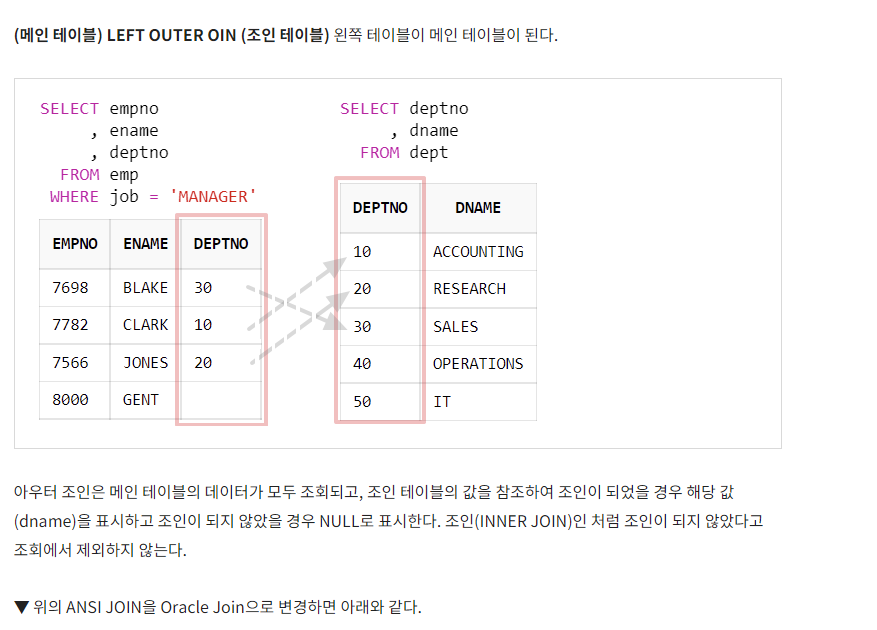 (메인 테이블) LEFT OUTER OIN (조인 테이블) 왼쪽 테이블이 메인 테이블이 된다.
SELECT empno
, ename
, deptno
FROM emp
WHERE job = 'MANAGER'
EMPNO ENAME DEPTNO
7698 BLAKE 30
7782 CLARK 10
7566 JONES 20
8000 GENT
SELECT deptno
, dname
FROM dept
DEPTNO DNAME
10 ACCOUNTING
20 RESEARCH
30 SALES
40 OPERATIONS
50 IT
아우터 조인은 메인 테이블의 데이터가 모두 조회되고, 조인 테이블의 값을 참조하여 조인이 되었을 경우 해당 값
(dname)을 표시하고 조인이 되지 않았을 경우 NULL로 표시한다. 조인(INNER JOIN)인 처럼 조인이 되지 않았다고
조회에서 제외하지 않는다.
▼ 위의 ANSI JOIN을 Oracle Join으로 변경하면 아래와 같다.